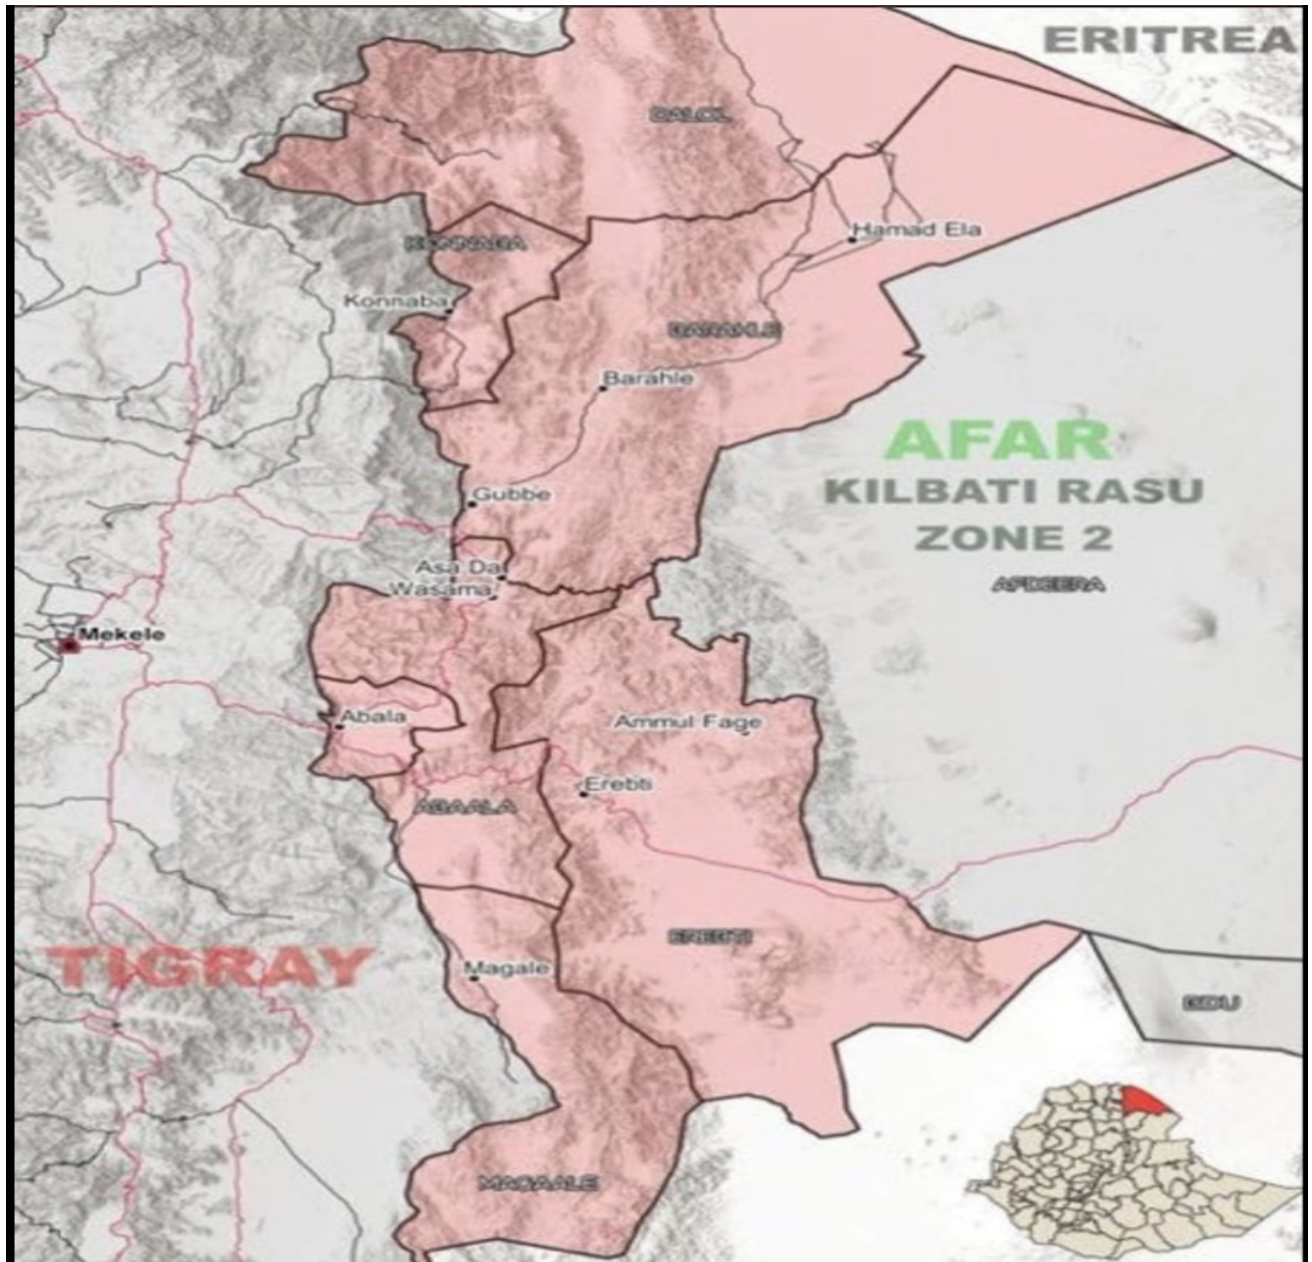 ERITREA
DALOL
Hamad Ela
KONNABA
Konnaba
BARAHLE
Barahle
AFAR
KILBATI RASU
ZONE 2
Gubbe
Asa Da
Wasama
AFDEERA
Mekele
Abala
Ammul Fage
Erebti
ABAALA
EREBTI
TIGRAY
Magale
BIDU
MAGAALE